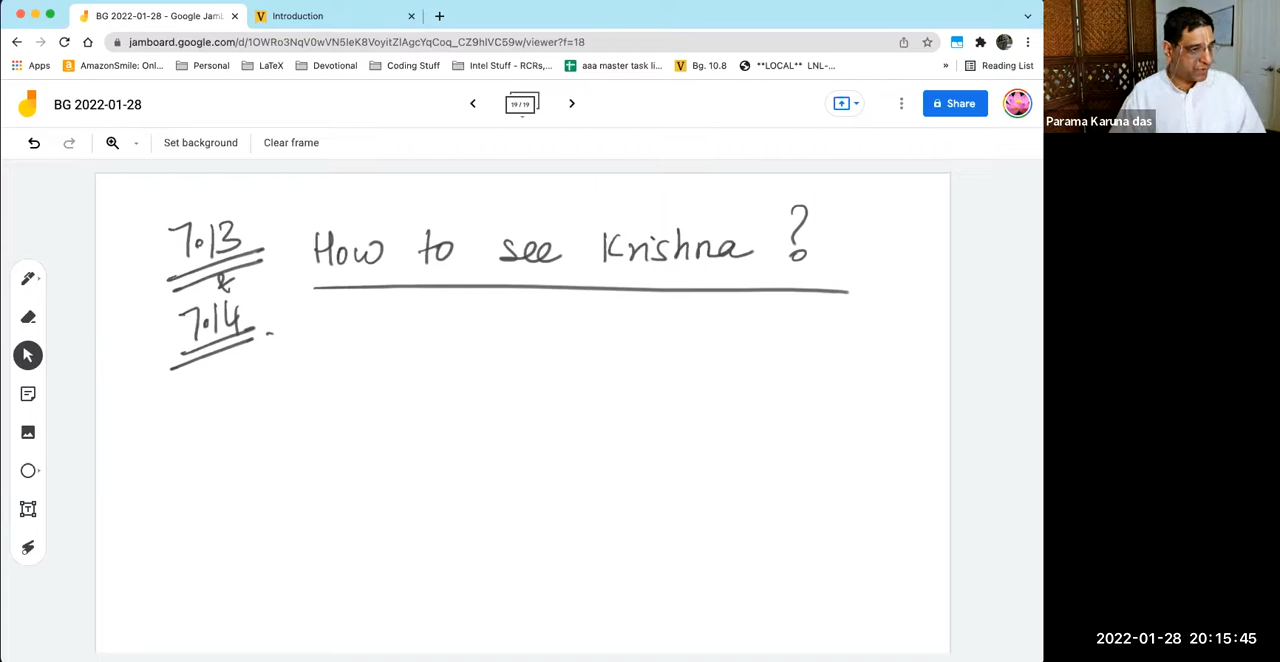 BG 2022-01-28 - Google Jam
Introduction
jamboard.google.com/d/1OWRo3NqV0wVN5leK8VoyitZlAgcYqCoq_CZ9hlVC59w/viewer?f=18
Apps
AmazonSmile: Onl...
Personal
LaTeX
Devotional
Coding Stuff
Intel Stuff - RCRs,...
aaa master task li...
Bg. 10.8
**LOCAL** LNL-...
»
Reading List
BG 2022-01-28
19 / 19
Share
Set background
Clear frame
7.13 How to see Krishna ?
&
7.14.
Parama Karuna das
2022-01-28 20:15:45